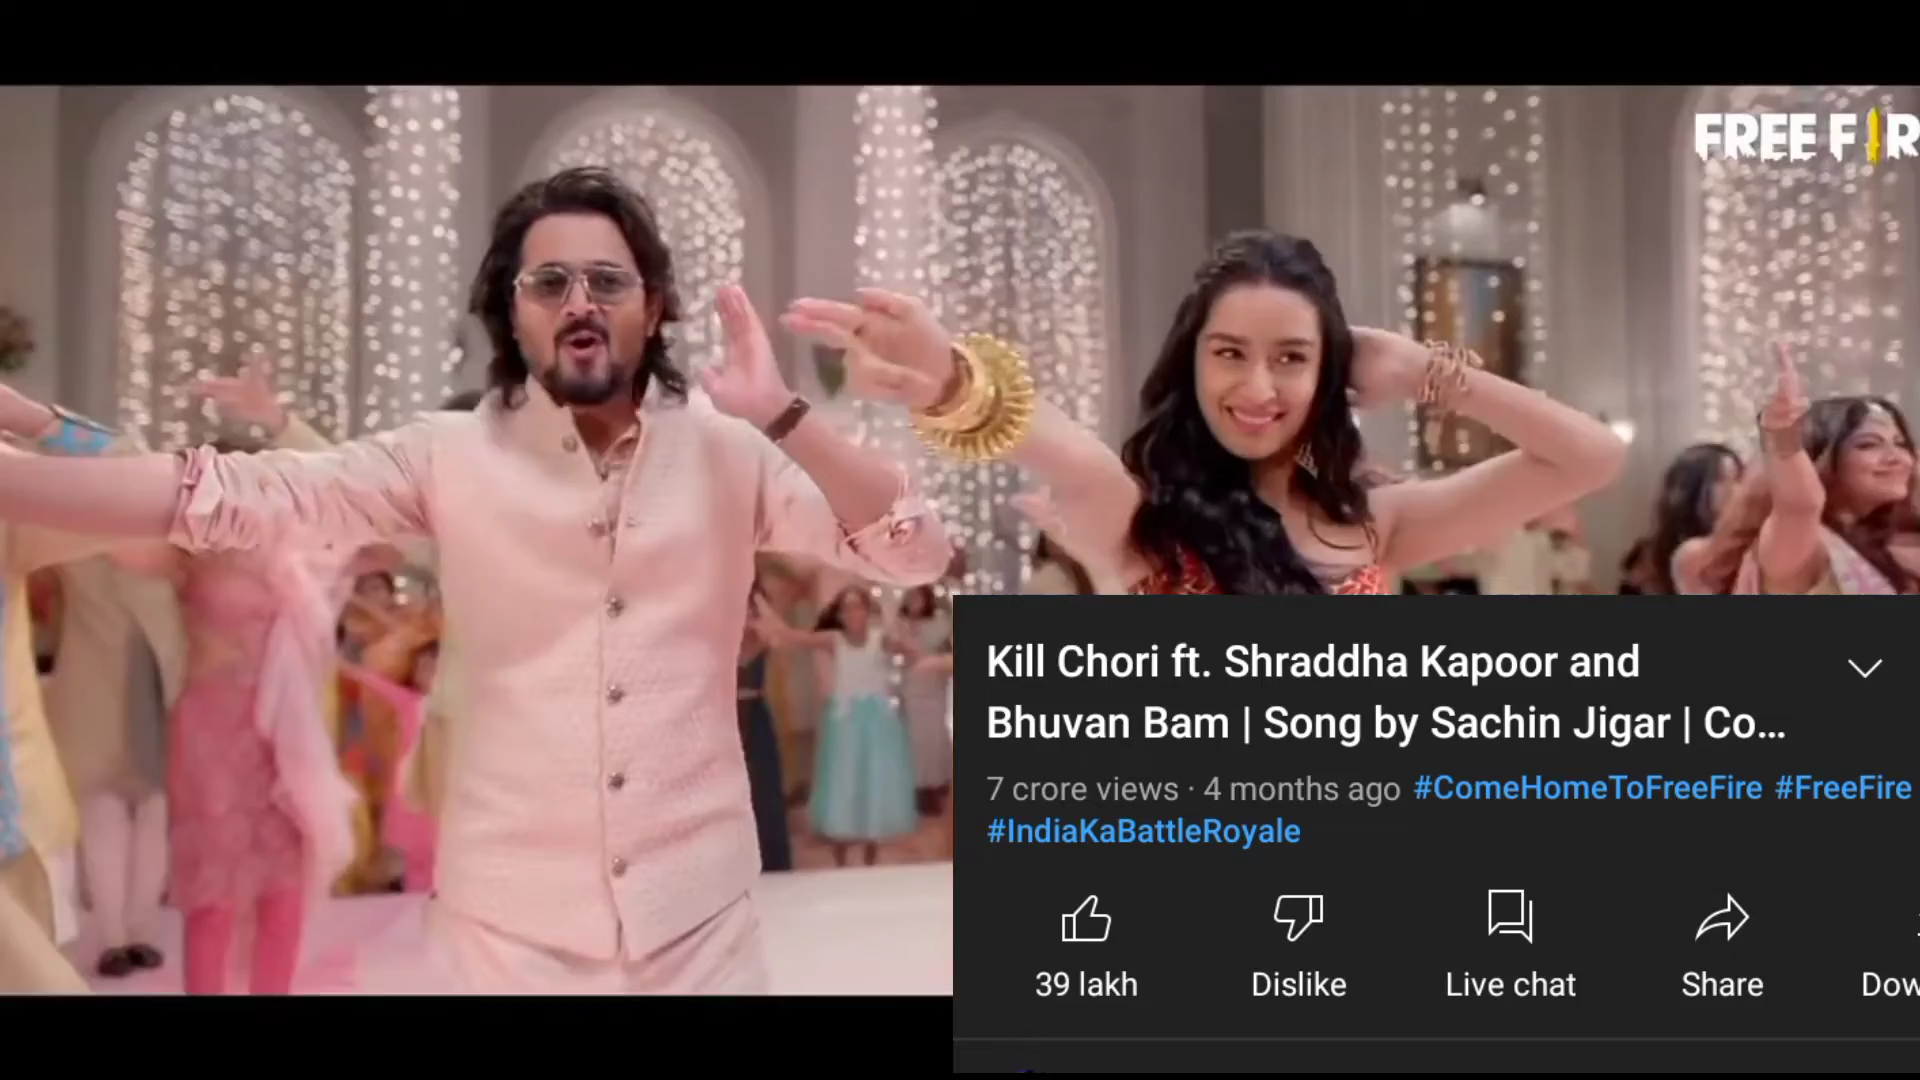 FREE FIR
Kill Chori ft. Shraddha Kapoor and
Bhuvan Bam | Song by Sachin Jigar | Co...
7 crore views · 4 months ago #ComeHomeToFreeFire #FreeFire
#IndiaKaBattleRoyale
39 lakh Dislike Live chat Share Dow